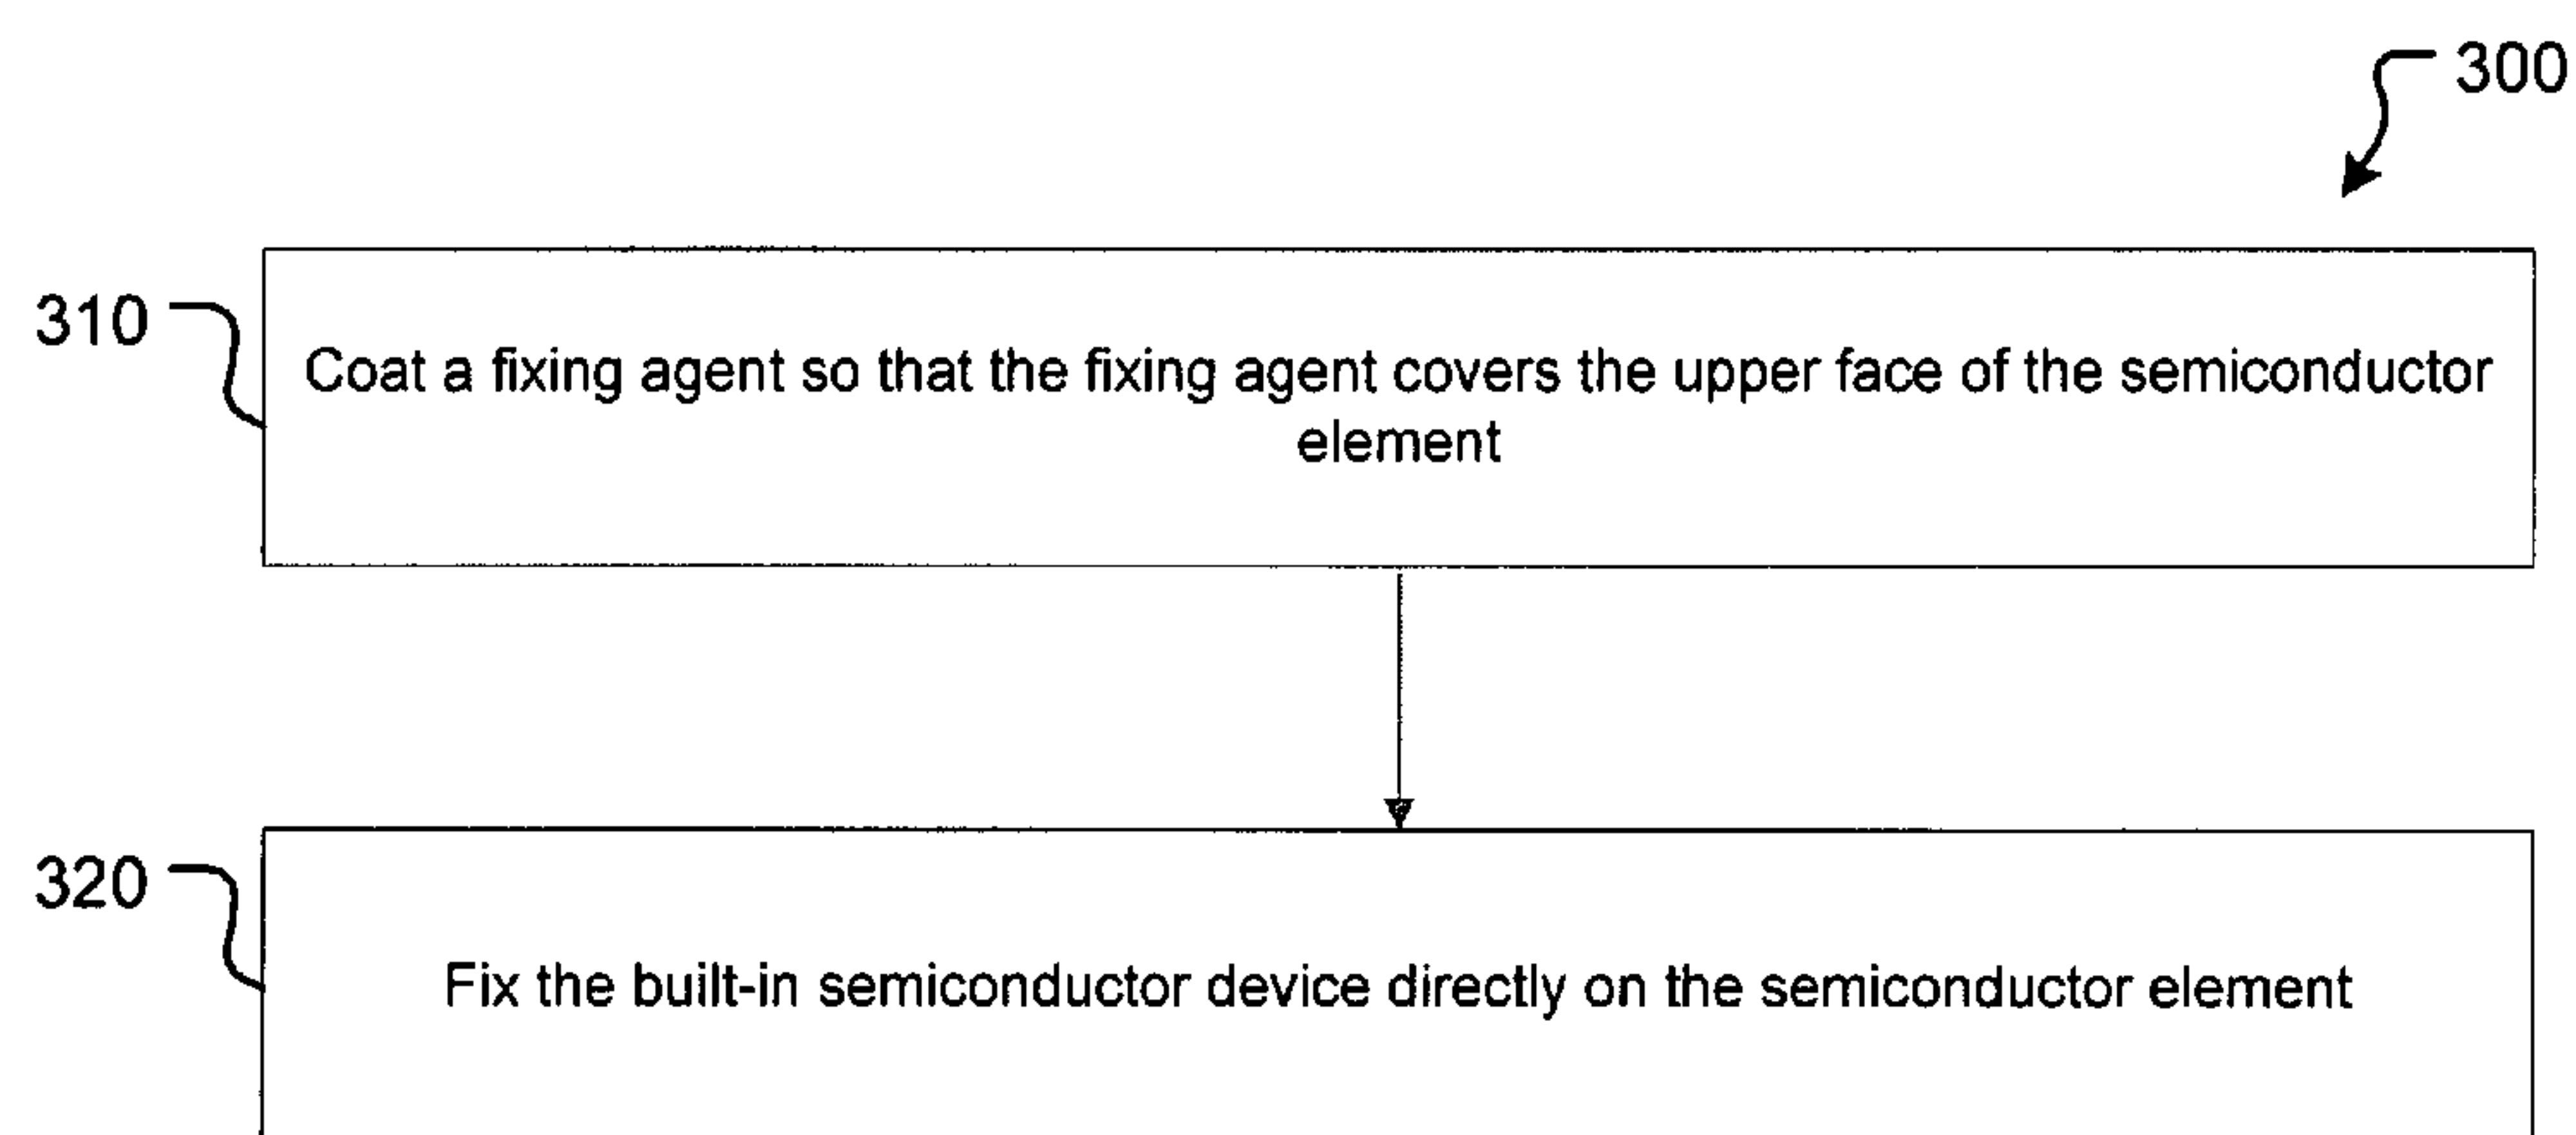 300
310
Coat a fixing agent so that the fixing agent covers the upper face of the semiconductor
element
320
Fix the built-in semiconductor device directly on the semiconductor element